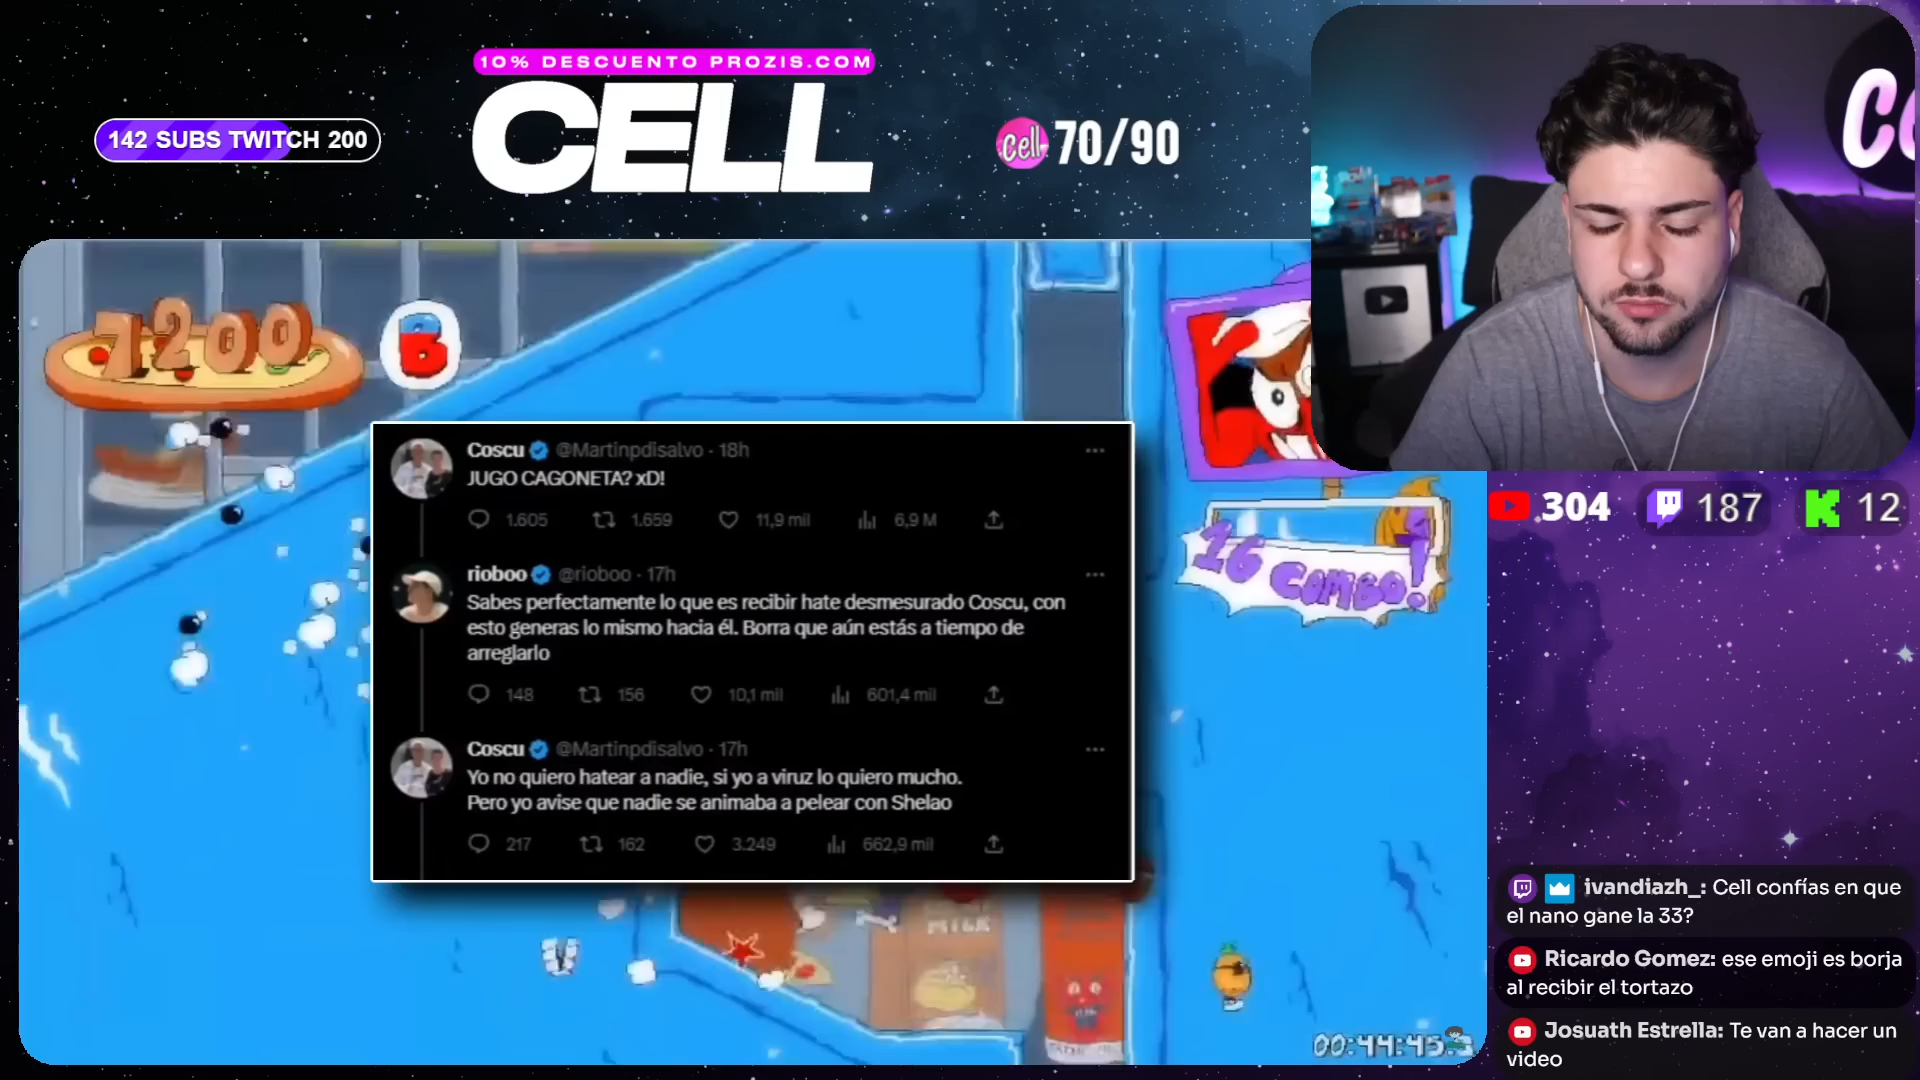 10% DESCUENTO PROZIS.COM
CELL
142 SUBS TWITCH 200
Cell
70/90
Ce
7200
B
16 COMBO!
Coscu @Martinpdisalvo · 18h
JUGO CAGONETA? xD!
1.605 1.659 11,9 mil 6,9 M
rioboo @rioboo · 17h
Sabes perfectamente lo que es recibir hate desmesurado Coscu, con
esto generas lo mismo hacia él. Borra que aún estás a tiempo de
arreglarlo
148 156 10,1 mil 601,4 mil
Coscu @Martinpdisalvo · 17h
Yo no quiero hatear a nadie, si yo a viruz lo quiero mucho.
Pero yo avise que nadie se animaba a pelear con Shelao
217 162 3.249 662,9 mil
MILK
304 187 12
ivandiazh_: Cell confías en que
el nano gane la 33?
Ricardo Gomez: ese emoji es borja
al recibir el tortazo
Josuath Estrella: Te van a hacer un
video